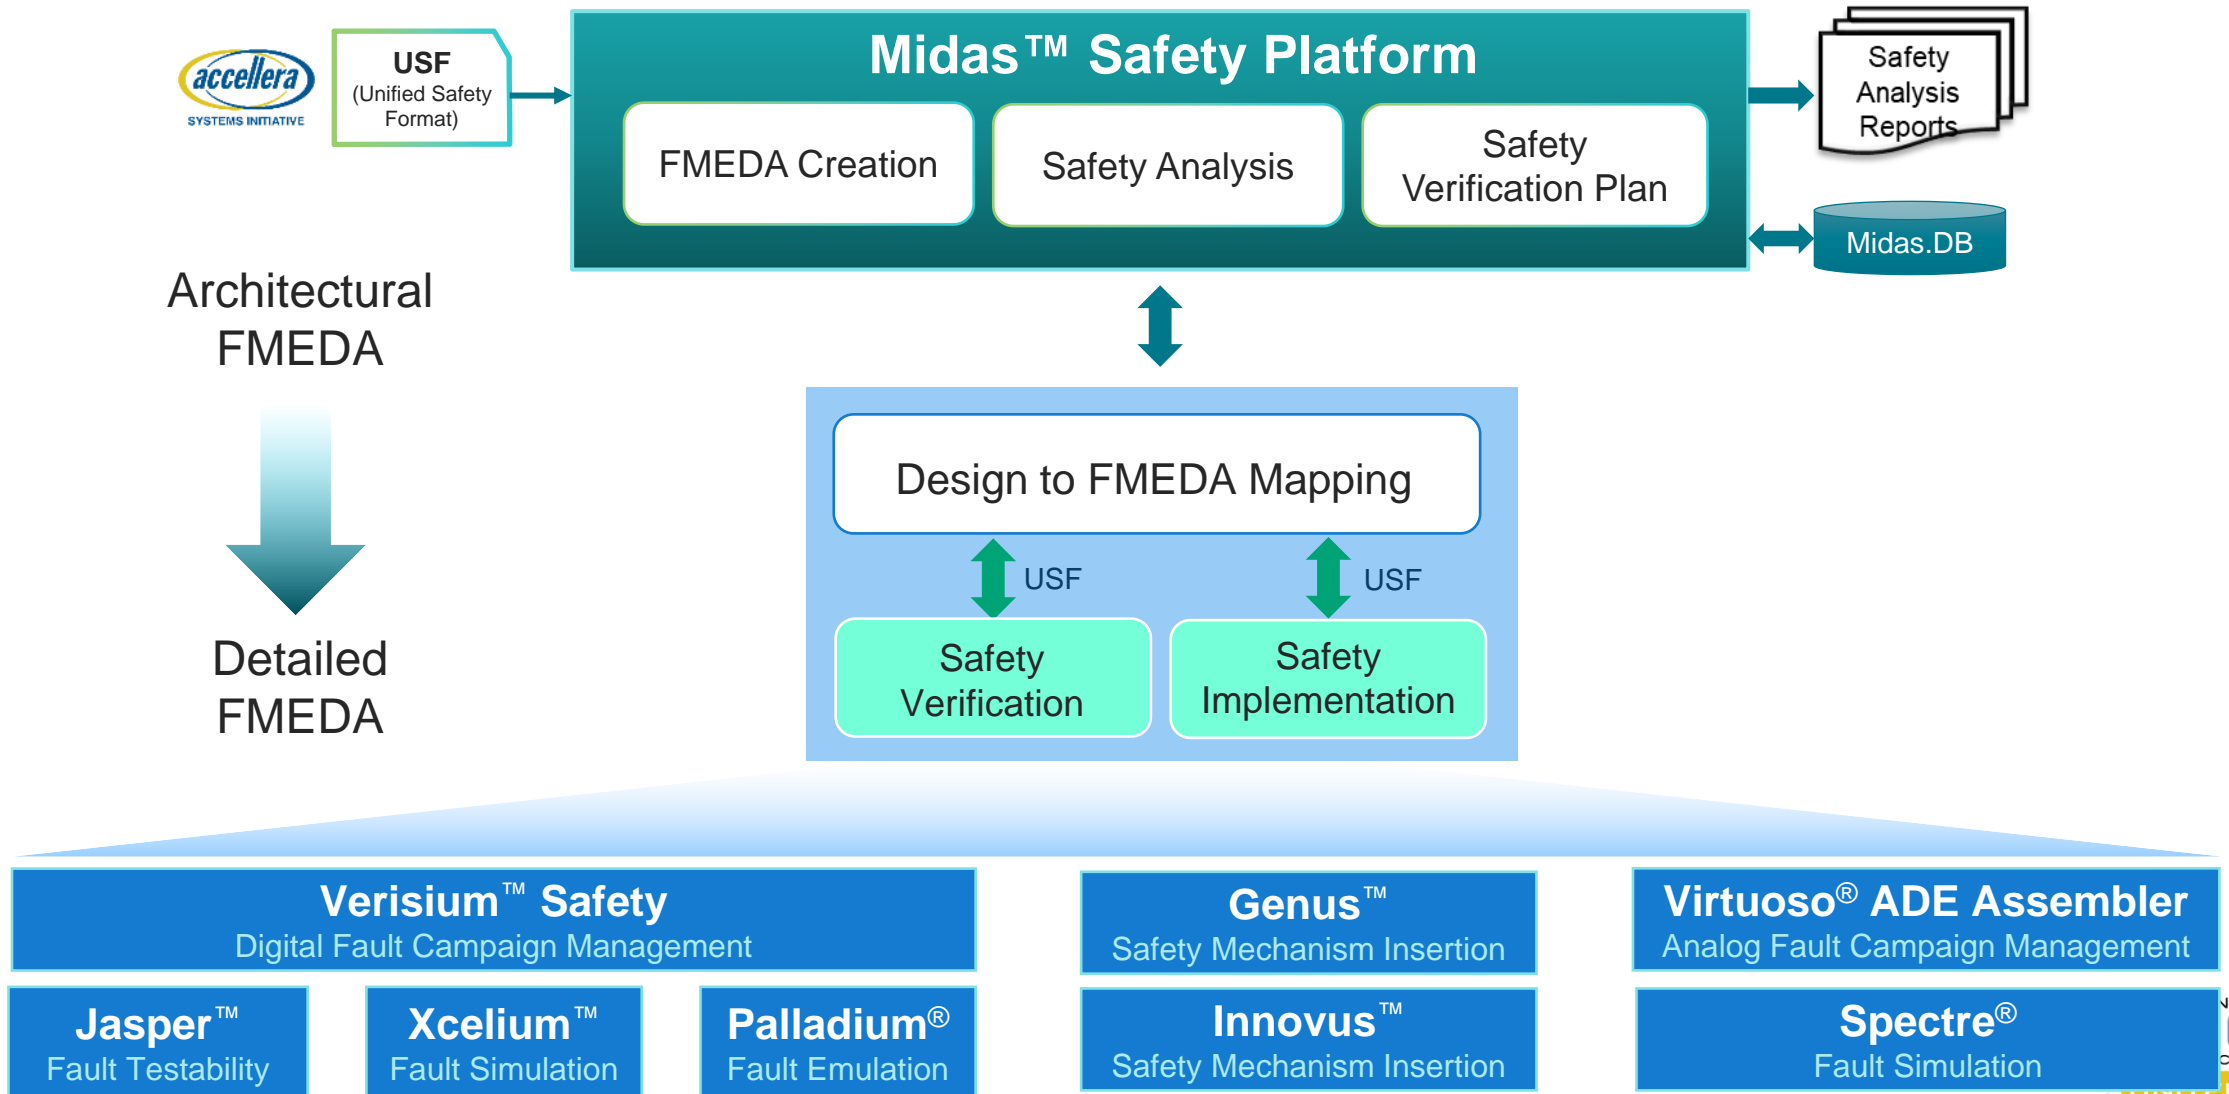 accellera
SYSTEMS INITIATIVE
USF
(Unified Safety
Format)
Midas™ Safety Platform
FMEDA Creation
Safety Analysis
Safety
Verification Plan
Safety
Analysis
Reports
Midas.DB
Architectural
FMEDA
Detailed
FMEDA
Design to FMEDA Mapping
USF
USF
Safety
Verification
Safety
Implementation
Verisium™ Safety
Digital Fault Campaign Management
Genus™
Safety Mechanism Insertion
Virtuoso® ADE Assembler
Analog Fault Campaign Management
Jasper™
Fault Testability
Xcelium™
Fault Simulation
Palladium®
Fault Emulation
Innovus™
Safety Mechanism Insertion
Spectre®
Fault Simulation